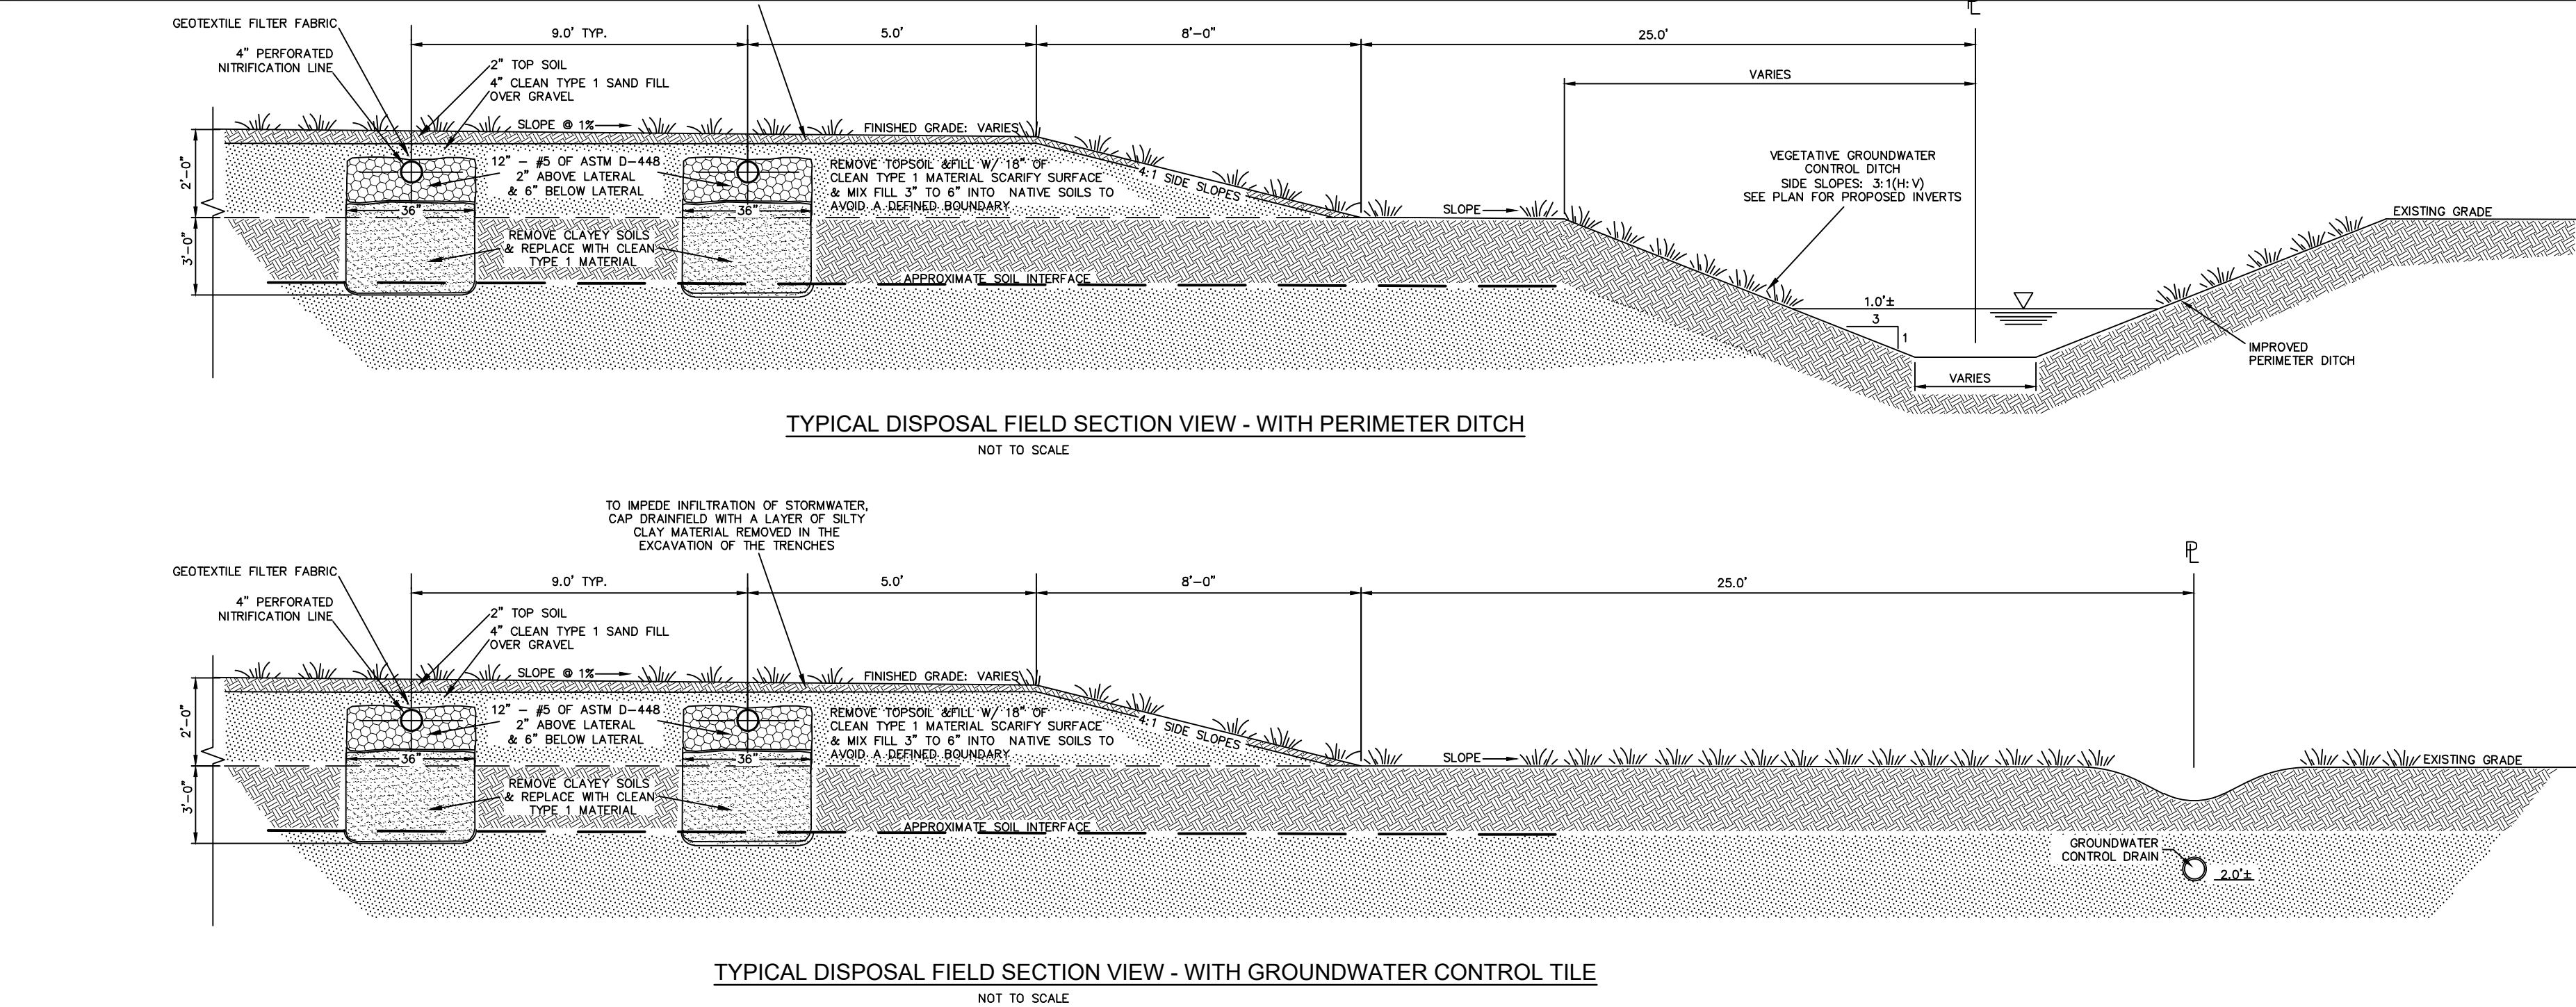 GEOTEXTILE FILTER FABRIC
4" PERFORATED
NITRIFICATION LINE
9.0' TYP.
5.0'
8'-0"
25.0'
PL
VARIES
2" TOP SOIL
4" CLEAN TYPE 1 SAND FILL
OVER GRAVEL
SLOPE @ 1%
FINISHED GRADE: VARIES
2'-0"
3'-0"
12" - #5 OF ASTM D-448
2" ABOVE LATERAL
& 6" BELOW LATERAL
36"
36"
REMOVE TOPSOIL &FILL W/ 18" OF
CLEAN TYPE 1 MATERIAL SCARIFY SURFACE
& MIX FILL 3" TO 6" INTO NATIVE SOILS TO
AVOID A DEFINED BOUNDARY
4:1 SIDE SLOPES
REMOVE CLAYEY SOILS
& REPLACE WITH CLEAN
TYPE 1 MATERIAL
APPROXIMATE SOIL INTERFACE
SLOPE
VEGETATIVE GROUNDWATER
CONTROL DITCH
SIDE SLOPES: 3:1(H:V)
SEE PLAN FOR PROPOSED INVERTS
EXISTING GRADE
1.0'±
3
1
VARIES
IMPROVED
PERIMETER DITCH
TYPICAL DISPOSAL FIELD SECTION VIEW - WITH PERIMETER DITCH
NOT TO SCALE
TO IMPEDE INFILTRATION OF STORMWATER,
CAP DRAINFIELD WITH A LAYER OF SILTY
CLAY MATERIAL REMOVED IN THE
EXCAVATION OF THE TRENCHES
GEOTEXTILE FILTER FABRIC
4" PERFORATED
NITRIFICATION LINE
9.0' TYP.
5.0'
8'-0"
25.0'
PL
2" TOP SOIL
4" CLEAN TYPE 1 SAND FILL
OVER GRAVEL
SLOPE @ 1%
FINISHED GRADE: VARIES
2'-0"
3'-0"
12" - #5 OF ASTM D-448
2" ABOVE LATERAL
& 6" BELOW LATERAL
36"
36"
REMOVE TOPSOIL &FILL W/ 18" OF
CLEAN TYPE 1 MATERIAL SCARIFY SURFACE
& MIX FILL 3" TO 6" INTO NATIVE SOILS TO
AVOID A DEFINED BOUNDARY
4:1 SIDE SLOPES
REMOVE CLAYEY SOILS
& REPLACE WITH CLEAN
TYPE 1 MATERIAL
APPROXIMATE SOIL INTERFACE
SLOPE
EXISTING GRADE
GROUNDWATER
CONTROL DRAIN
2.0'±
TYPICAL DISPOSAL FIELD SECTION VIEW - WITH GROUNDWATER CONTROL TILE
NOT TO SCALE